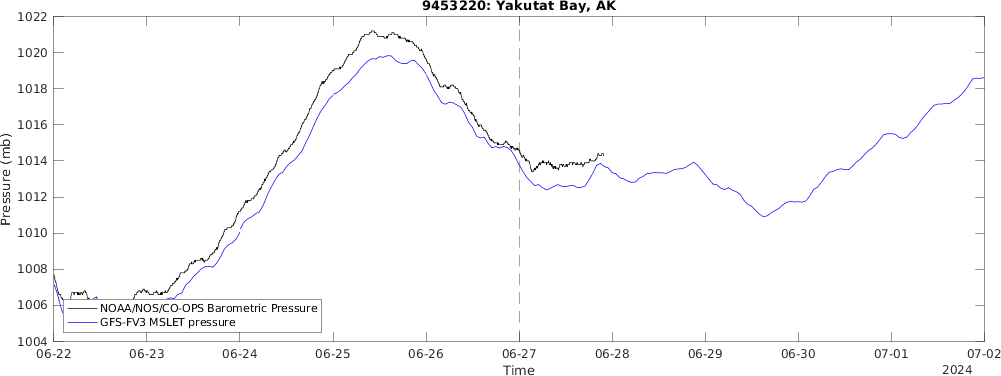 9453220: Yakutat Bay, AK
Pressure (mb)
1022
1020
1018
1016
1014
1012
1010
1008
1006
1004
NOAA/NOS/CO-OPS Barometric Pressure
GFS-FV3 MSLET pressure
06-22 06-23 06-24 06-25 06-26 06-27 06-28 06-29 06-30 07-01 07-02
Time
2024